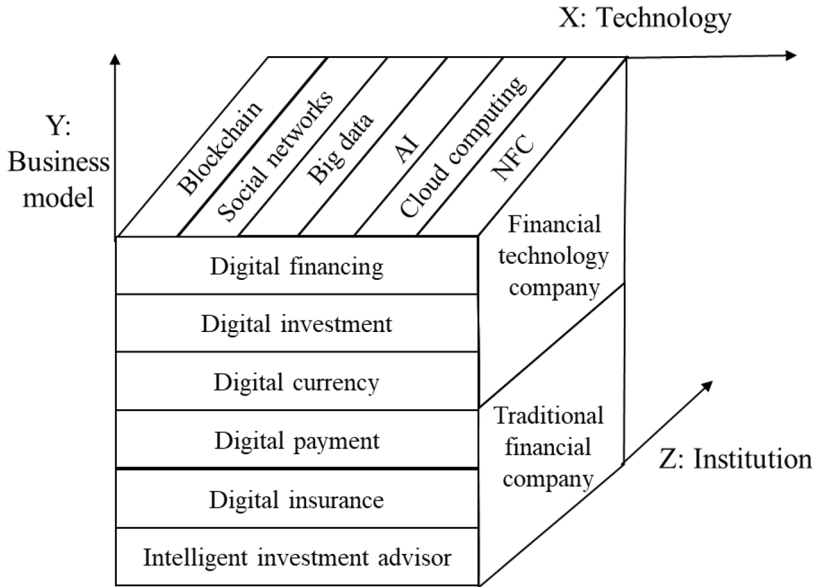 X: Technology
Y:
Business
model
Blockchain
Social networks
Big data
AI
Cloud computing
NFC
Financial
technology
company
Digital financing
Digital investment
Digital currency
Digital payment
Digital insurance
Intelligent investment advisor
Traditional
financial
company
Z: Institution